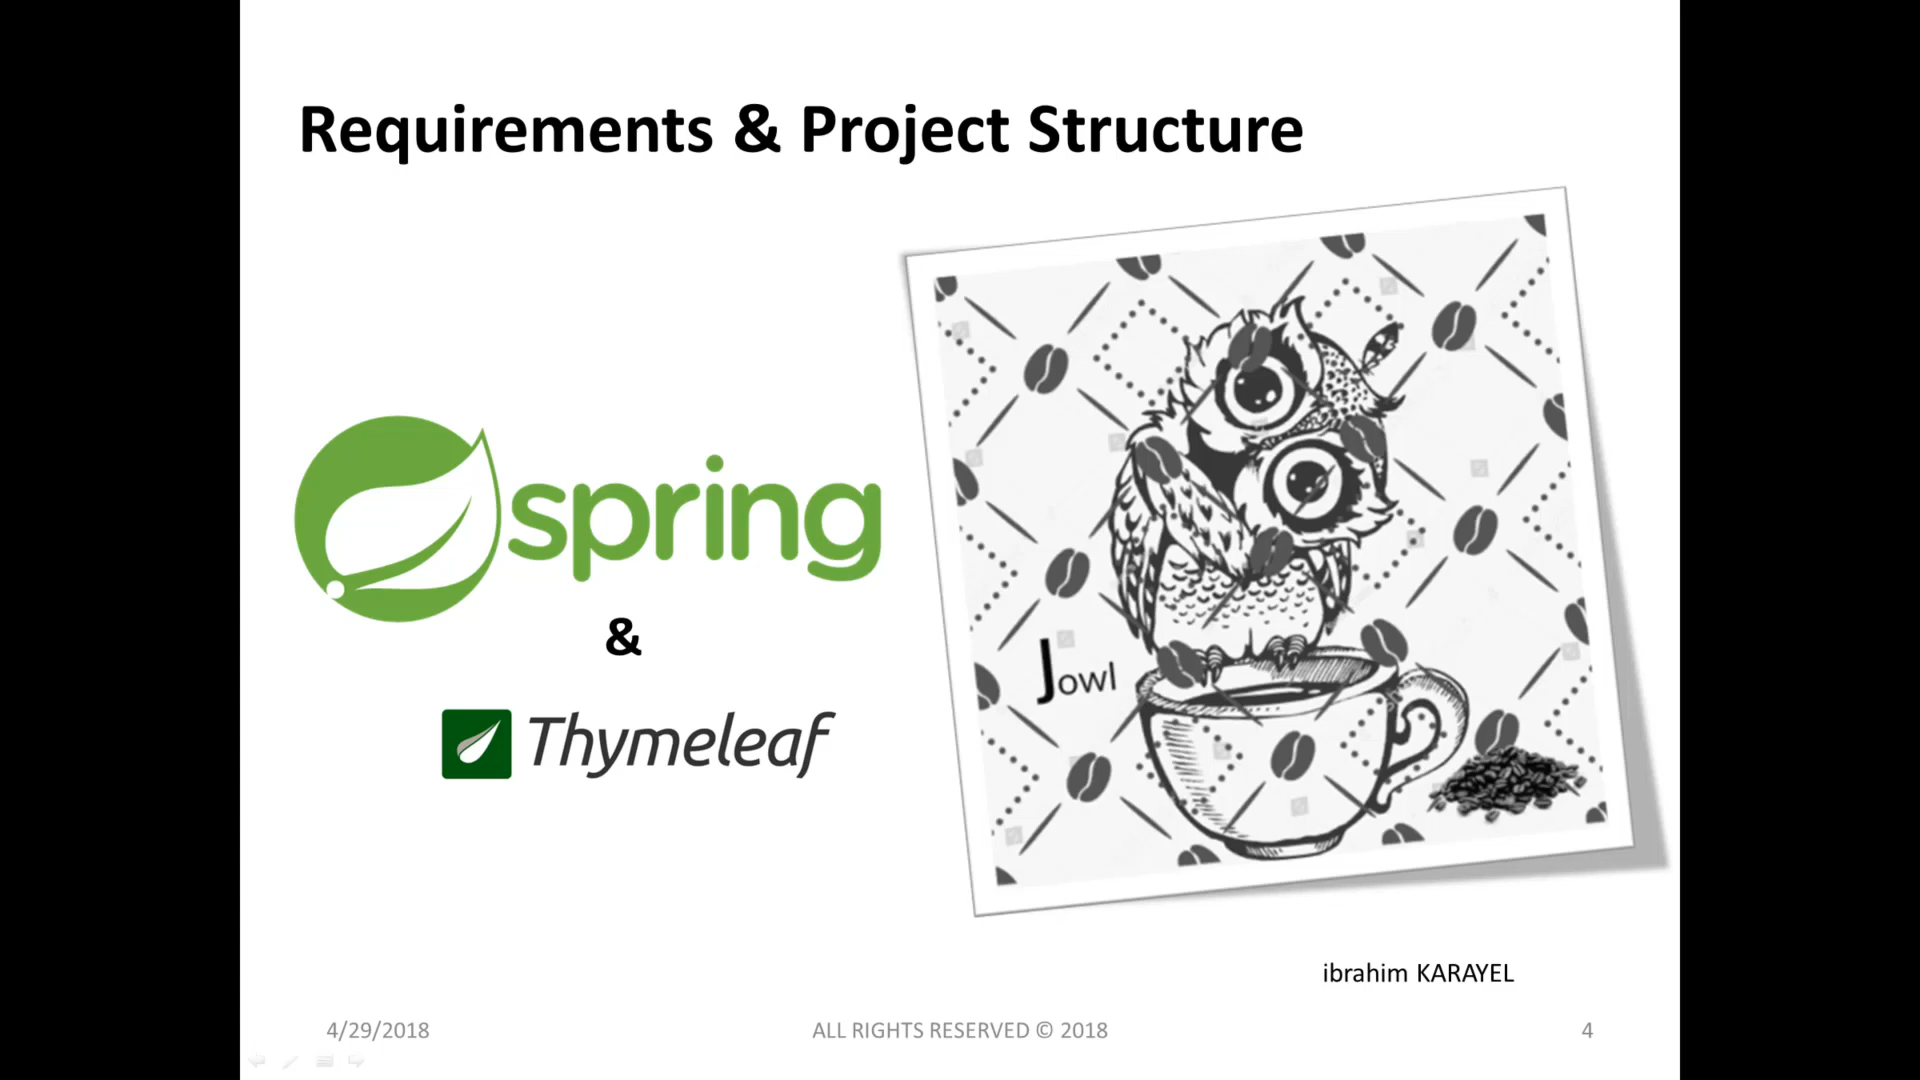 Requirements & Project Structure
spring
&
Thymeleaf
Jowl
ibrahim KARAYEL
4/29/2018
ALL RIGHTS RESERVED © 2018
4